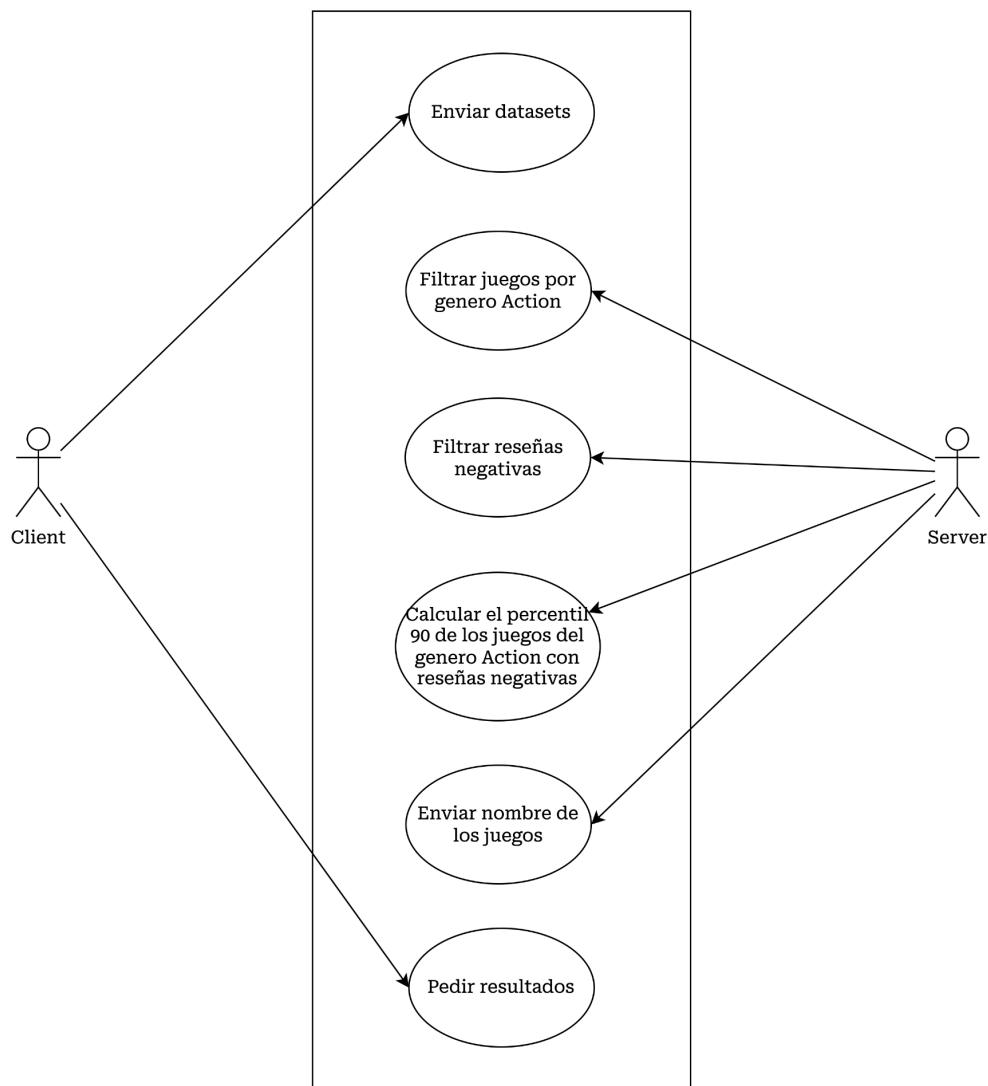 Enviar datasets
Filtrar juegos por
genero Action
Filtrar reseñas
negativas
Client
Server
Calcular el percentil
90 de los juegos del
genero Action con
reseñas negativas
Enviar nombre de
los juegos
Pedir resultados